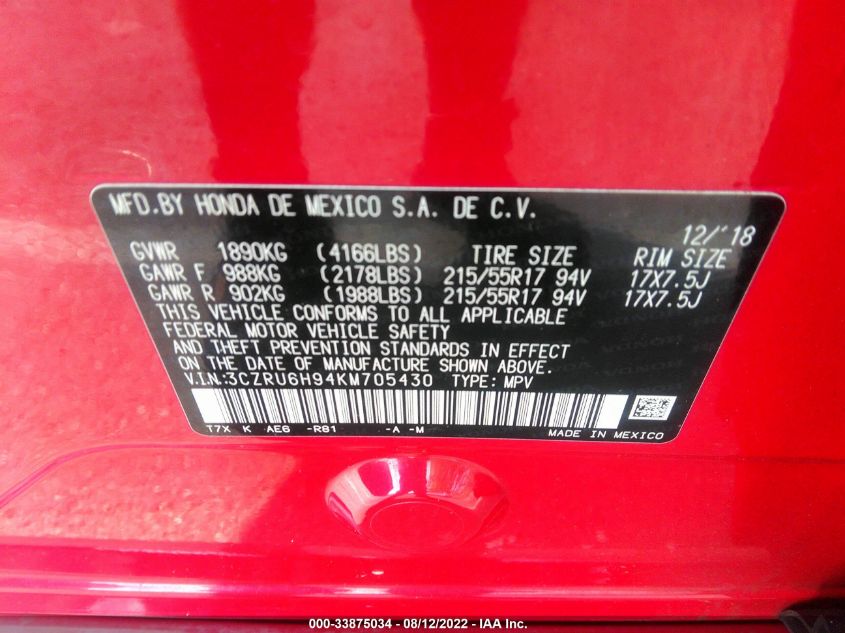 MFD.BY HONDA DE MEXICO S.A. DE C.V.
12/'18
GVWR 1890KG (4166LBS) TIRE SIZE RIM SIZE
GAWR F 988KG (2178LBS) 215/55R17 94V 17X7.5J
GAWR R 902KG (1988LBS) 215/55R17 94V 17X7.5J
THIS VEHICLE CONFORMS TO ALL APPLICABLE
FEDERAL MOTOR VEHICLE SAFETY
AND THEFT PREVENTION STANDARDS IN EFFECT
ON THE DATE OF MANUFACTURE SHOWN ABOVE.
V.I.N.:3CZRU6H94KM705430 TYPE: MPV
T7X K AE6 -R81 -A -M MADE IN MEXICO
000-33875034 - 08/12/2022 - IAA Inc.